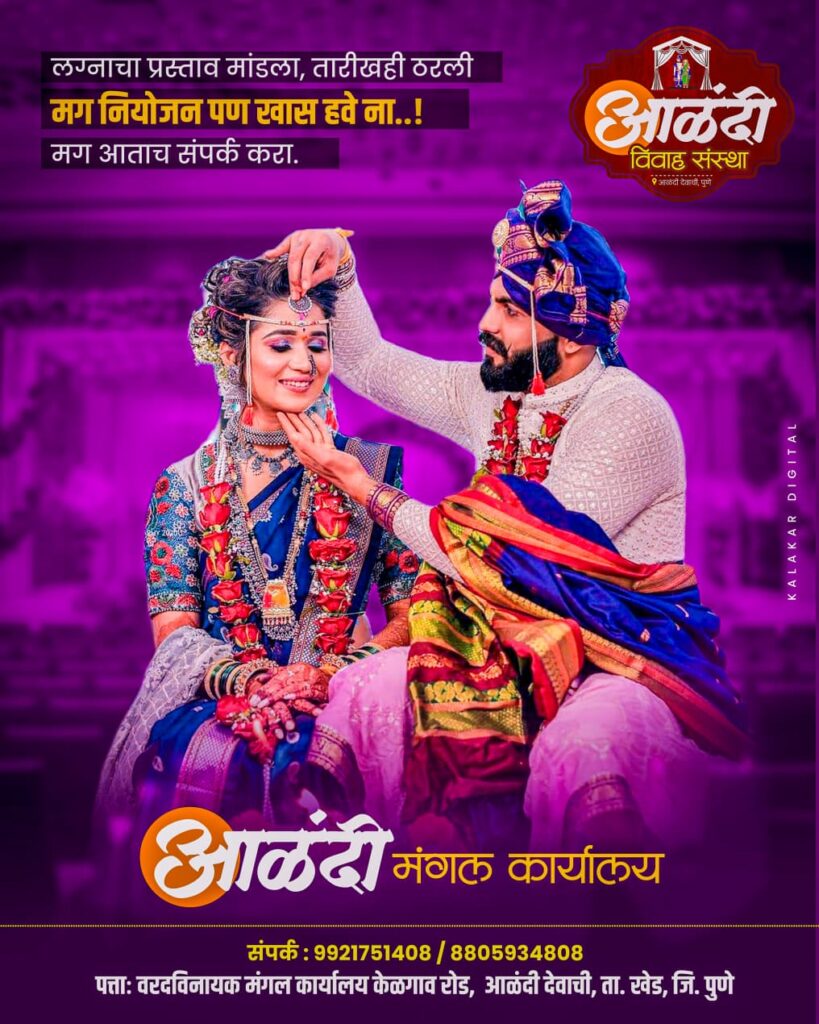 लग्नाचा प्रस्ताव मांडला, तारीखही ठरली
मग नियोजन पण खास हवे ना..!
मग आताच संपर्क करा.
आळंदी
विवाह संस्था
आळंदी देवाची, पुणे
KALAKAR DIGITAL
आळंदी मंगल कार्यालय
संपर्क : 9921751408 / 8805934808
पत्ता: वरदविनायक मंगल कार्यालय केळगाव रोड, आळंदी देवाची, ता. खेड, जि. पुणे